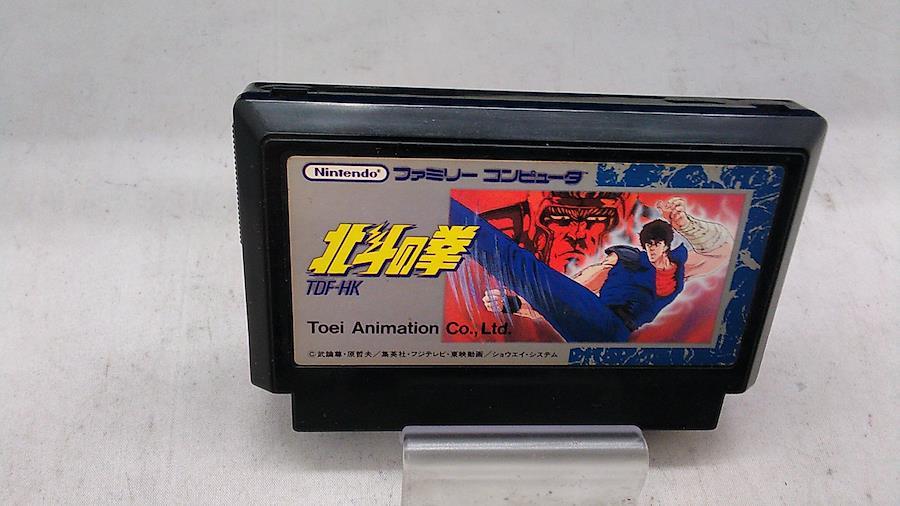 Nintendo® ファミリー コンピュータ
北斗の拳
TDF-HK
Toei Animation Co., Ltd.
©武論尊・原哲夫／集英社・フジテレビ・東映動画／ショウエイ・システム